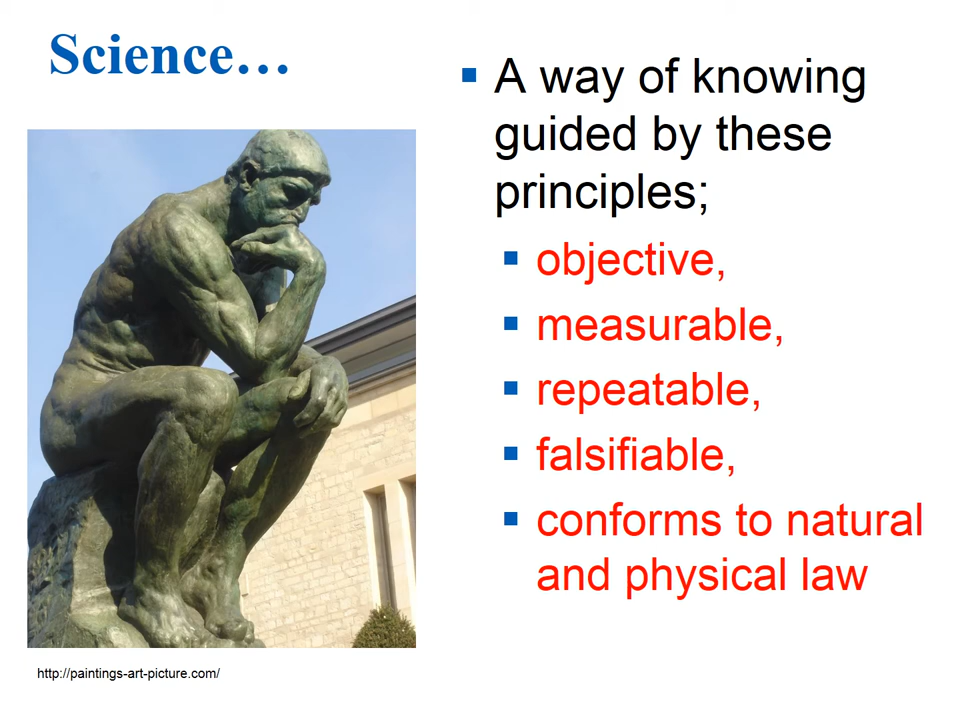 Science…
A way of knowing
guided by these
principles;
objective,
measurable,
repeatable,
falsifiable,
conforms to natural
and physical law
http://paintings-art-picture.com/